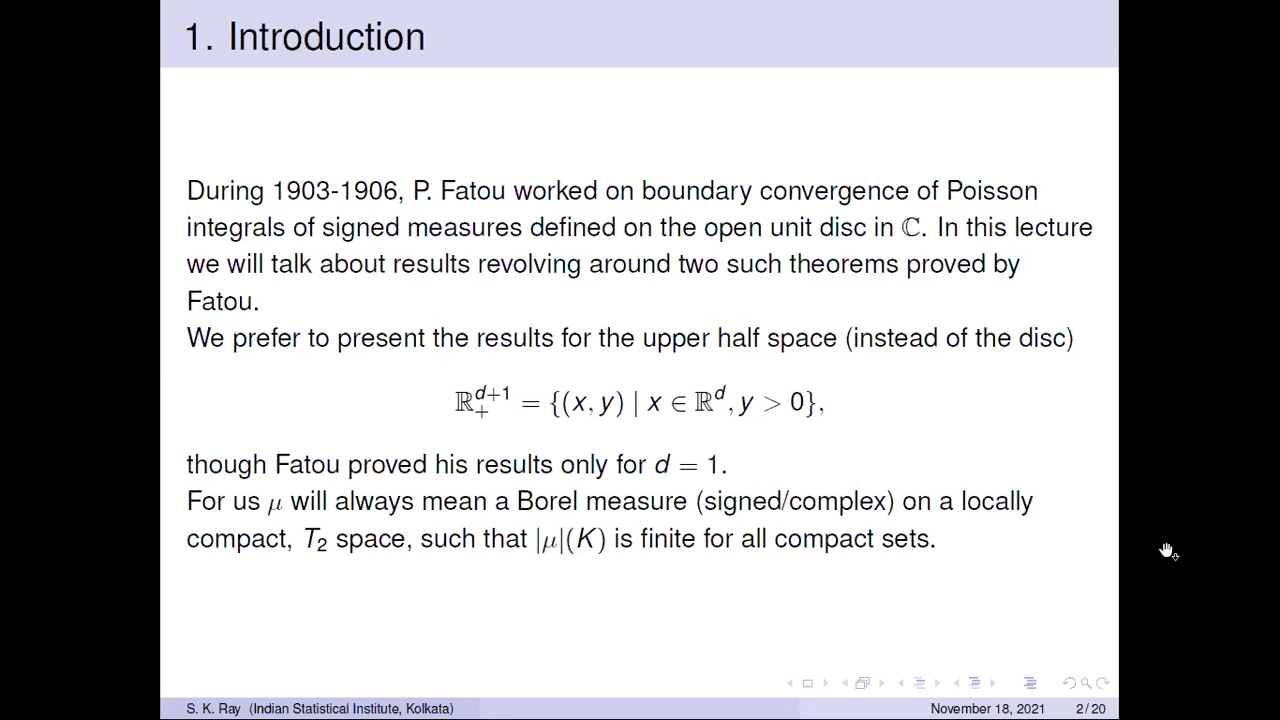 1. Introduction
During 1903-1906, P. Fatou worked on boundary convergence of Poisson
integrals of signed measures defined on the open unit disc in ℂ. In this lecture
we will talk about results revolving around two such theorems proved by
Fatou.
We prefer to present the results for the upper half space (instead of the disc)
ℝ₊ᵈ⁺¹ = {(x, y) | x ∈ ℝᵈ, y > 0},
though Fatou proved his results only for d = 1.
For us μ will always mean a Borel measure (signed/complex) on a locally
compact, T₂ space, such that |μ|(K) is finite for all compact sets.
S. K. Ray (Indian Statistical Institute, Kolkata) November 18, 2021 2/20